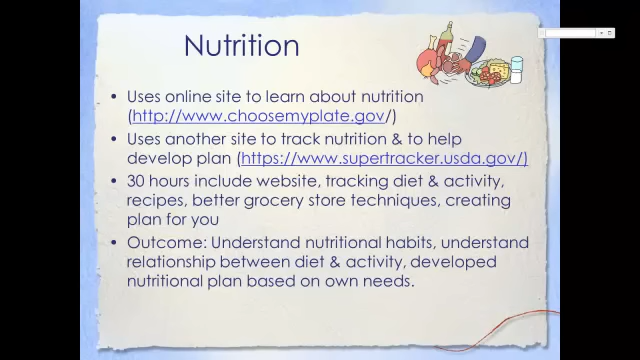 Nutrition
• Uses online site to learn about nutrition
(http://www.choosemyplate.gov/)
• Uses another site to track nutrition & to help
develop plan (https://www.supertracker.usda.gov/)
• 30 hours include website, tracking diet & activity,
recipes, better grocery store techniques, creating
plan for you
• Outcome: Understand nutritional habits, understand
relationship between diet & activity, developed
nutritional plan based on own needs.